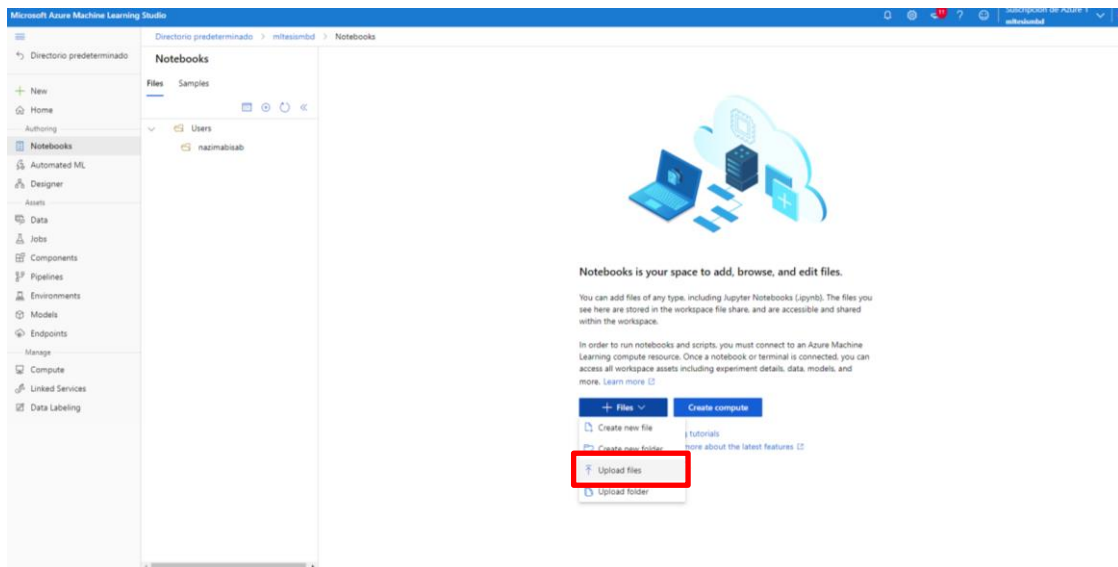 Microsoft Azure Machine Learning Studio
11
?
Suscripción de Azure 1
mltesismbd
Directorio predeterminado > mltesismbd > Notebooks
Directorio predeterminado
New
Home
Authoring
Notebooks
Automated ML
Designer
Assets
Data
Jobs
Components
Pipelines
Environments
Models
Endpoints
Manage
Compute
Linked Services
Data Labeling
Notebooks
Files Samples
Users
nazimabisab
Notebooks is your space to add, browse, and edit files.
You can add files of any type, including Jupyter Notebooks (.ipynb). The files you
see here are stored in the workspace file share, and are accessible and shared
within the workspace.
In order to run notebooks and scripts, you must connect to an Azure Machine
Learning compute resource. Once a notebook or terminal is connected, you can
access all workspace assets including experiment details, data, models, and
more. Learn more
+ Files Create compute
Create new file
tutorials
Create new folder
more about the latest features
Upload files
Upload folder